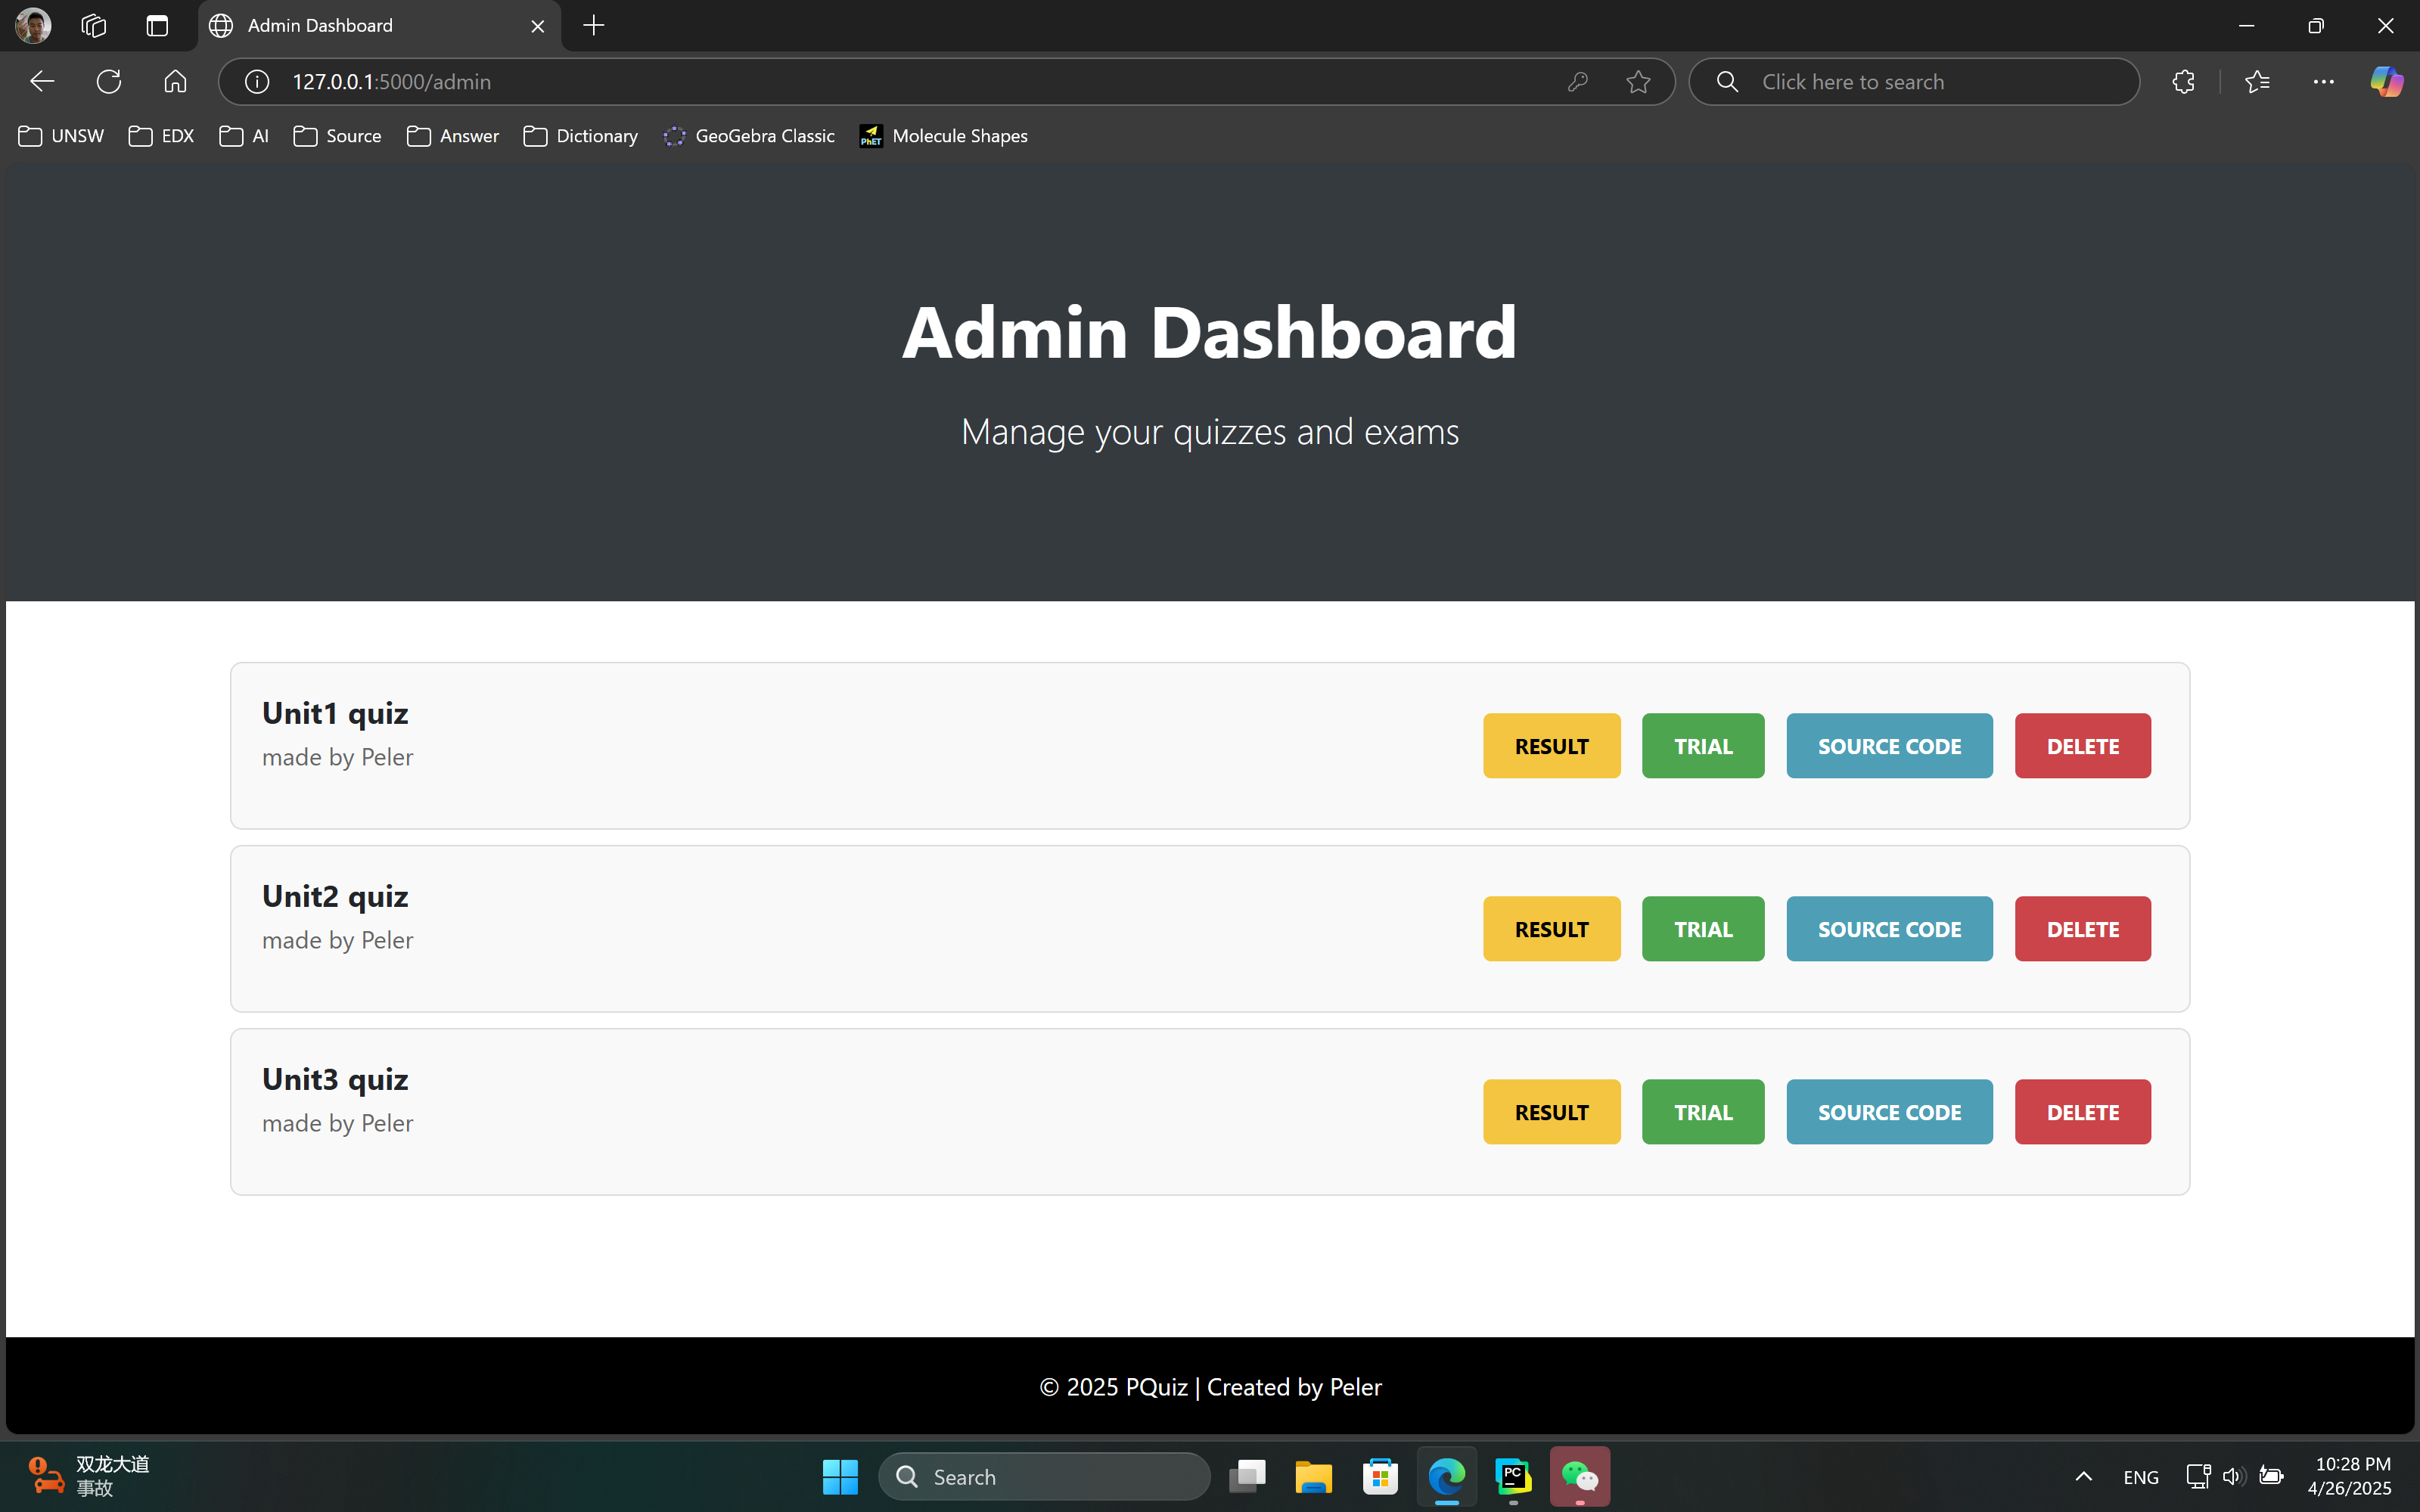 Admin Dashboard
127.0.0.1:5000/admin
Click here to search
UNSW
EDX
AI
Source
Answer
Dictionary
GeoGebra Classic
PhET
Molecule Shapes
Admin Dashboard
Manage your quizzes and exams
Unit1 quiz
made by Peler
RESULT
TRIAL
SOURCE CODE
DELETE
Unit2 quiz
made by Peler
RESULT
TRIAL
SOURCE CODE
DELETE
Unit3 quiz
made by Peler
RESULT
TRIAL
SOURCE CODE
DELETE
© 2025 PQuiz | Created by Peler
双龙大道
事故
Search
PC
ENG
10:28 PM
4/26/2025